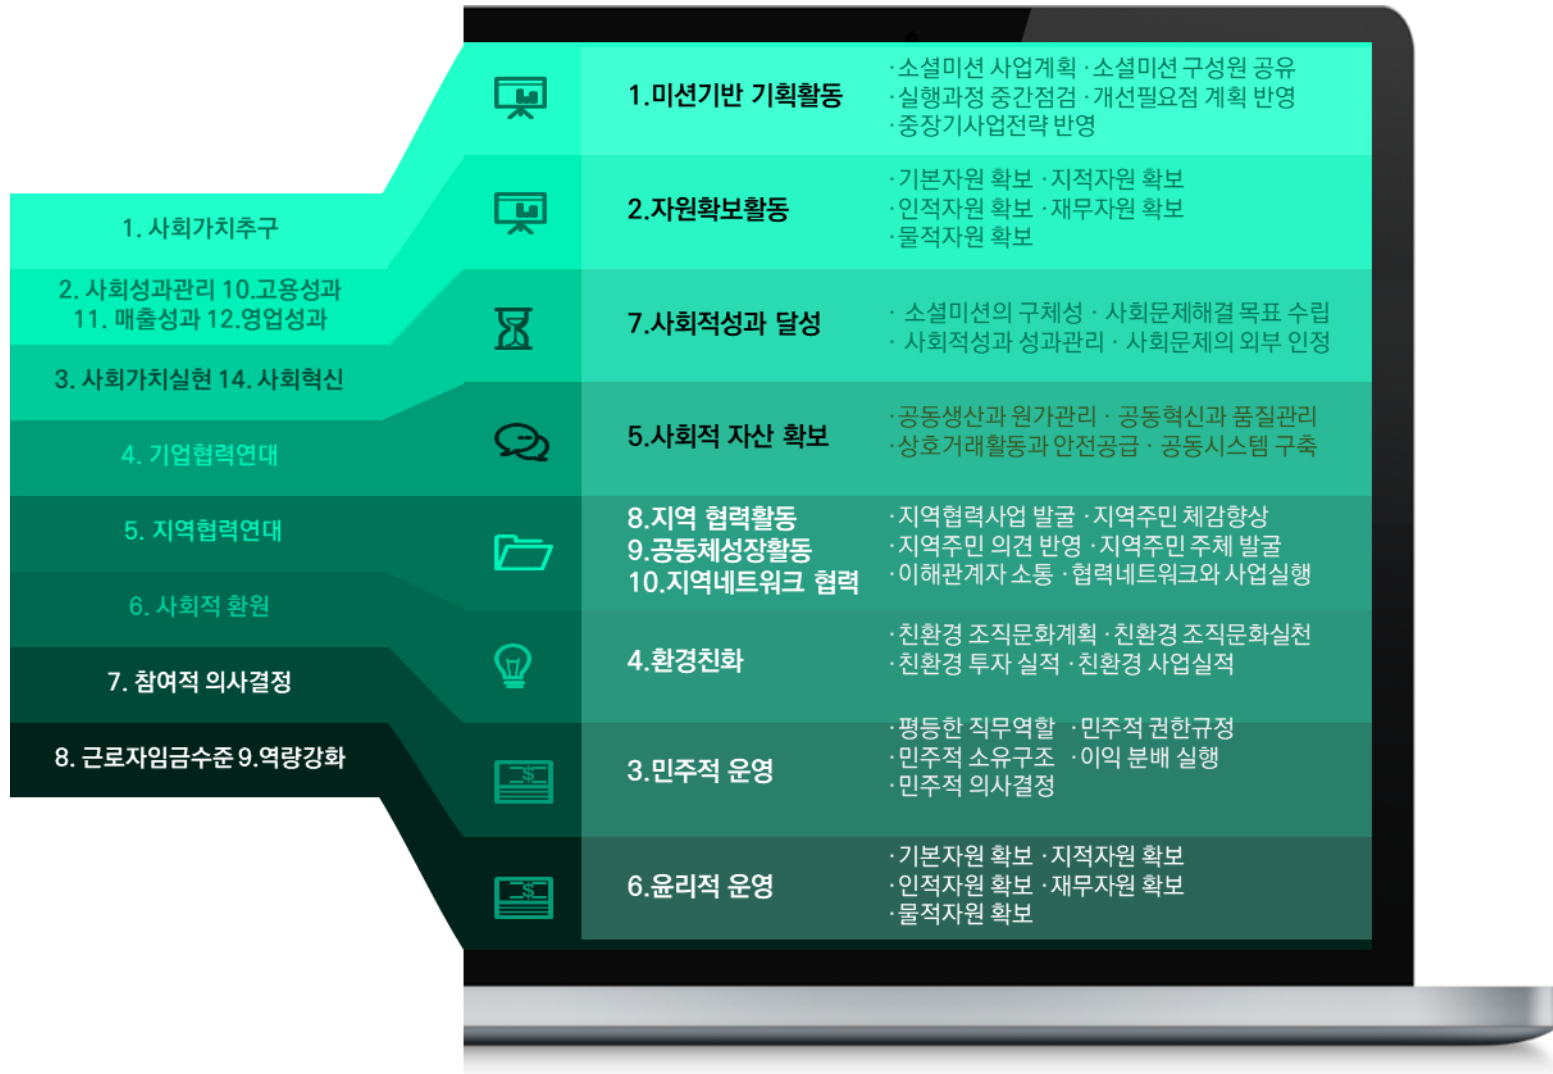 1. 사회가치추구
2. 사회성과관리 10.고용성과
11. 매출성과 12.영업성과
3. 사회가치실현 14. 사회혁신
4. 기업협력연대
5. 지역협력연대
6. 사회적 환원
7. 참여적 의사결정
8. 근로자임금수준 9.역량강화
1.미션기반 기획활동
·소셜미션 사업계획 ·소셜미션 구성원 공유
·실행과정 중간점검 ·개선필요점 계획 반영
·중장기사업전략 반영
2.자원확보활동
·기본자원 확보 ·지적자원 확보
·인적자원 확보 ·재무자원 확보
·물적자원 확보
7.사회적성과 달성
· 소셜미션의 구체성 · 사회문제해결 목표 수립
· 사회적성과 성과관리 · 사회문제의 외부 인정
5.사회적 자산 확보
·공동생산과 원가관리 · 공동혁신과 품질관리
·상호거래활동과 안전공급 · 공동시스템 구축
8.지역 협력활동
9.공동체성장활동
10.지역네트워크 협력
·지역협력사업 발굴 ·지역주민 체감향상
·지역주민 의견 반영 ·지역주민 주체 발굴
·이해관계자 소통 ·협력네트워크와 사업실행
4.환경친화
·친환경 조직문화계획 ·친환경 조직문화실천
·친환경 투자 실적 ·친환경 사업실적
3.민주적 운영
·평등한 직무역할 ·민주적 권한규정
·민주적 소유구조 ·이익 분배 실행
·민주적 의사결정
6.윤리적 운영
·기본자원 확보 ·지적자원 확보
·인적자원 확보 ·재무자원 확보
·물적자원 확보